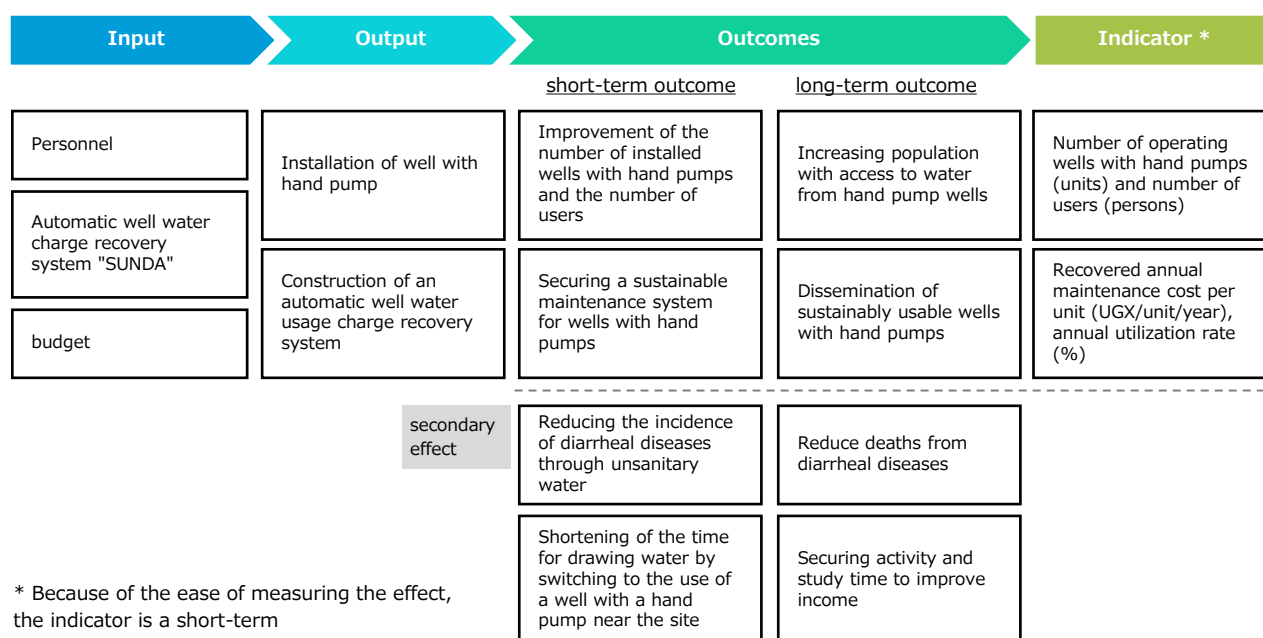 Input
Output
Outcomes
Indicator *
short-term outcome
long-term outcome
Personnel
Automatic well water
charge recovery
system "SUNDA"
budget
Installation of well with
hand pump
Construction of an
automatic well water
usage charge recovery
system
Improvement of the
number of installed
wells with hand pumps
and the number of
users
Securing a sustainable
maintenance system
for wells with hand
pumps
Increasing population
with access to water
from hand pump wells
Dissemination of
sustainably usable wells
with hand pumps
Number of operating
wells with hand pumps
(units) and number of
users (persons)
Recovered annual
maintenance cost per
unit (UGX/unit/year),
annual utilization rate
(%)
secondary
effect
Reducing the incidence
of diarrheal diseases
through unsanitary
water
Reduce deaths from
diarrheal diseases
Shortening of the time
for drawing water by
switching to the use of
a well with a hand
pump near the site
Securing activity and
study time to improve
income
* Because of the ease of measuring the effect,
the indicator is a short-term